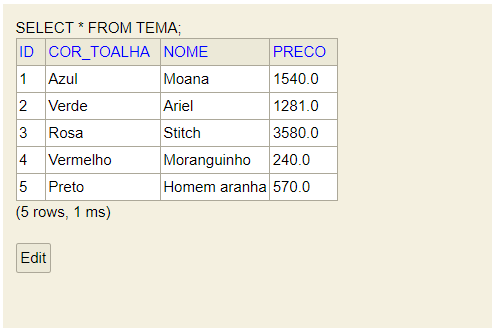 SELECT * FROM TEMA;
ID COR_TOALHA NOME PRECO
1 Azul Moana 1540.0
2 Verde Ariel 1281.0
3 Rosa Stitch 3580.0
4 Vermelho Moranguinho 240.0
5 Preto Homem aranha 570.0
(5 rows, 1 ms)
Edit